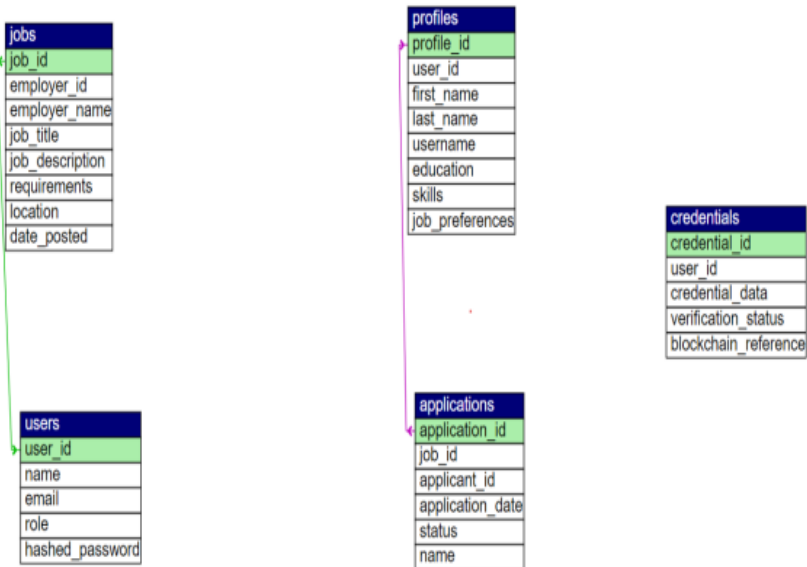 jobs
job_id
employer_id
employer_name
job_title
job_description
requirements
location
date_posted
profiles
profile_id
user_id
first_name
last_name
username
education
skills
job_preferences
credentials
credential_id
user_id
credential_data
verification_status
blockchain_reference
users
user_id
name
email
role
hashed_password
applications
application_id
job_id
applicant_id
application_date
status
name